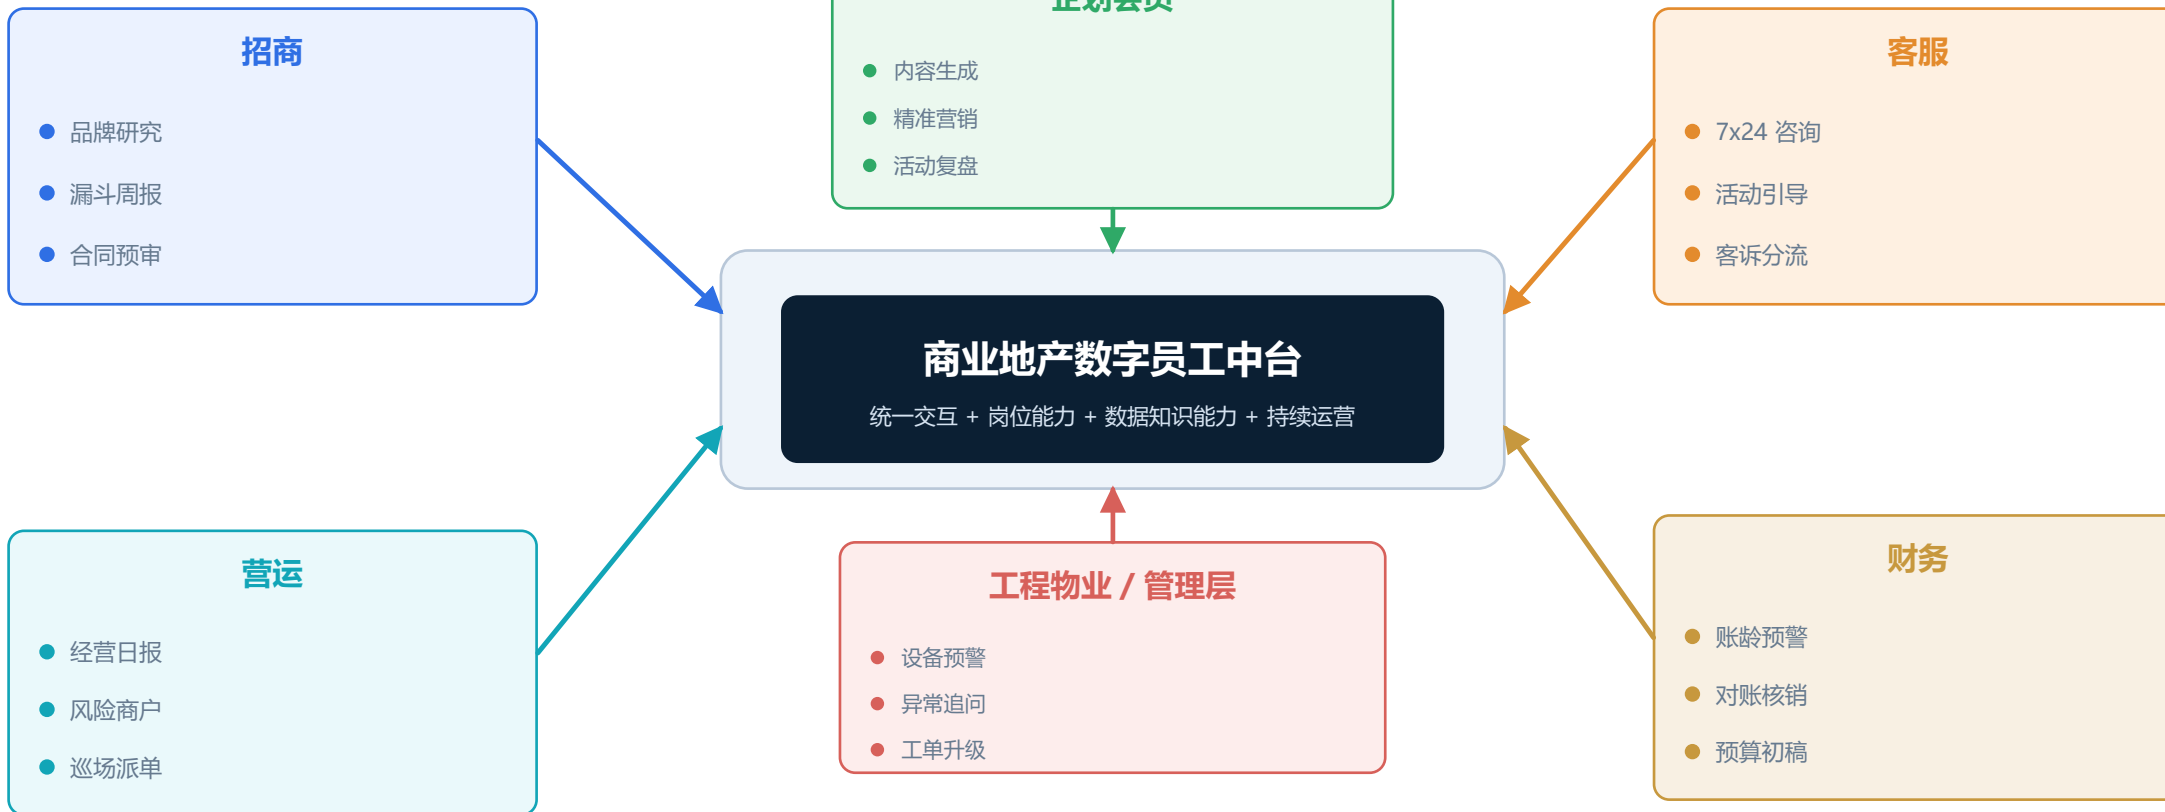 企划会员
内容生成
精准营销
活动复盘
招商
品牌研究
漏斗周报
合同预审
客服
7x24 咨询
活动引导
客诉分流
商业地产数字员工中台
统一交互 + 岗位能力 + 数据知识能力 + 持续运营
营运
经营日报
风险商户
巡场派单
工程物业 / 管理层
设备预警
异常追问
工单升级
财务
账龄预警
对账核销
预算初稿